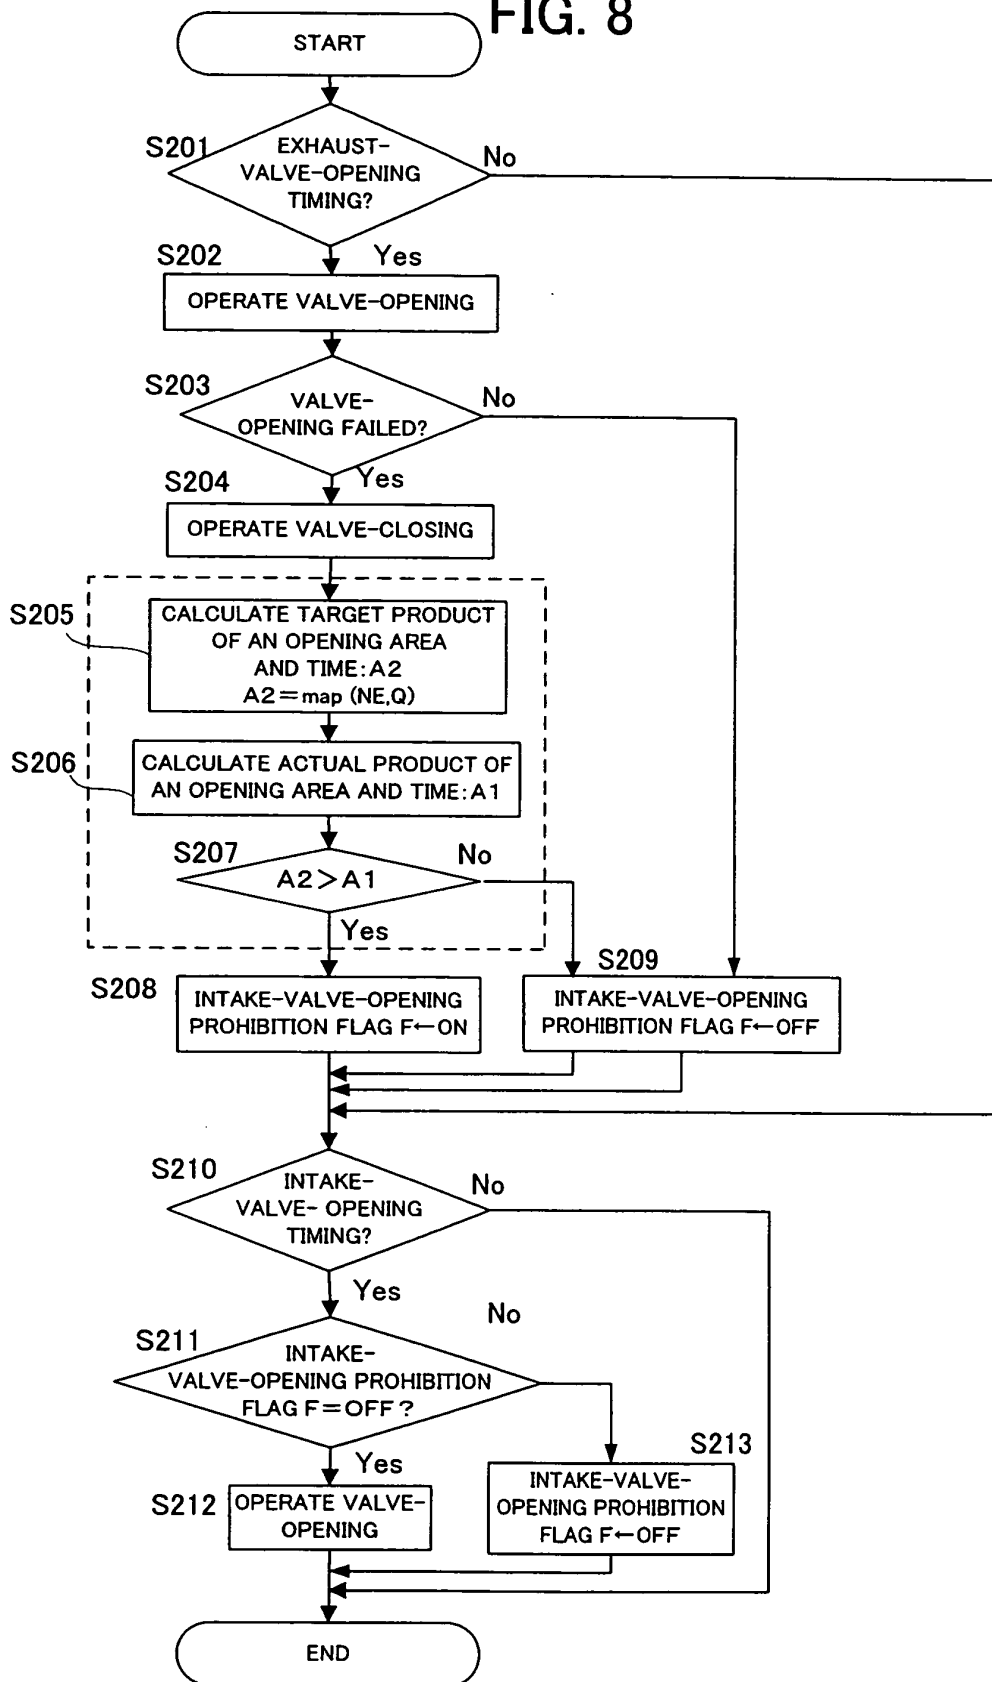 FIG. 8
START
S201
EXHAUST-
VALVE-OPENING
TIMING?
No
Yes
S202
OPERATE VALVE-OPENING
S203
VALVE-
OPENING FAILED?
No
Yes
S204
OPERATE VALVE-CLOSING
S205
CALCULATE TARGET PRODUCT
OF AN OPENING AREA
AND TIME:A2
A2=map (NE,Q)
S206
CALCULATE ACTUAL PRODUCT OF
AN OPENING AREA AND TIME:A1
S207
A2>A1
No
Yes
S208
INTAKE-VALVE-OPENING
PROHIBITION FLAG F←ON
S209
INTAKE-VALVE-OPENING
PROHIBITION FLAG F←OFF
S210
INTAKE-
VALVE- OPENING
TIMING?
No
Yes
S211
INTAKE-
VALVE-OPENING PROHIBITION
FLAG F=OFF?
No
Yes
S212
OPERATE VALVE-
OPENING
S213
INTAKE-VALVE-
OPENING PROHIBITION
FLAG F←OFF
END